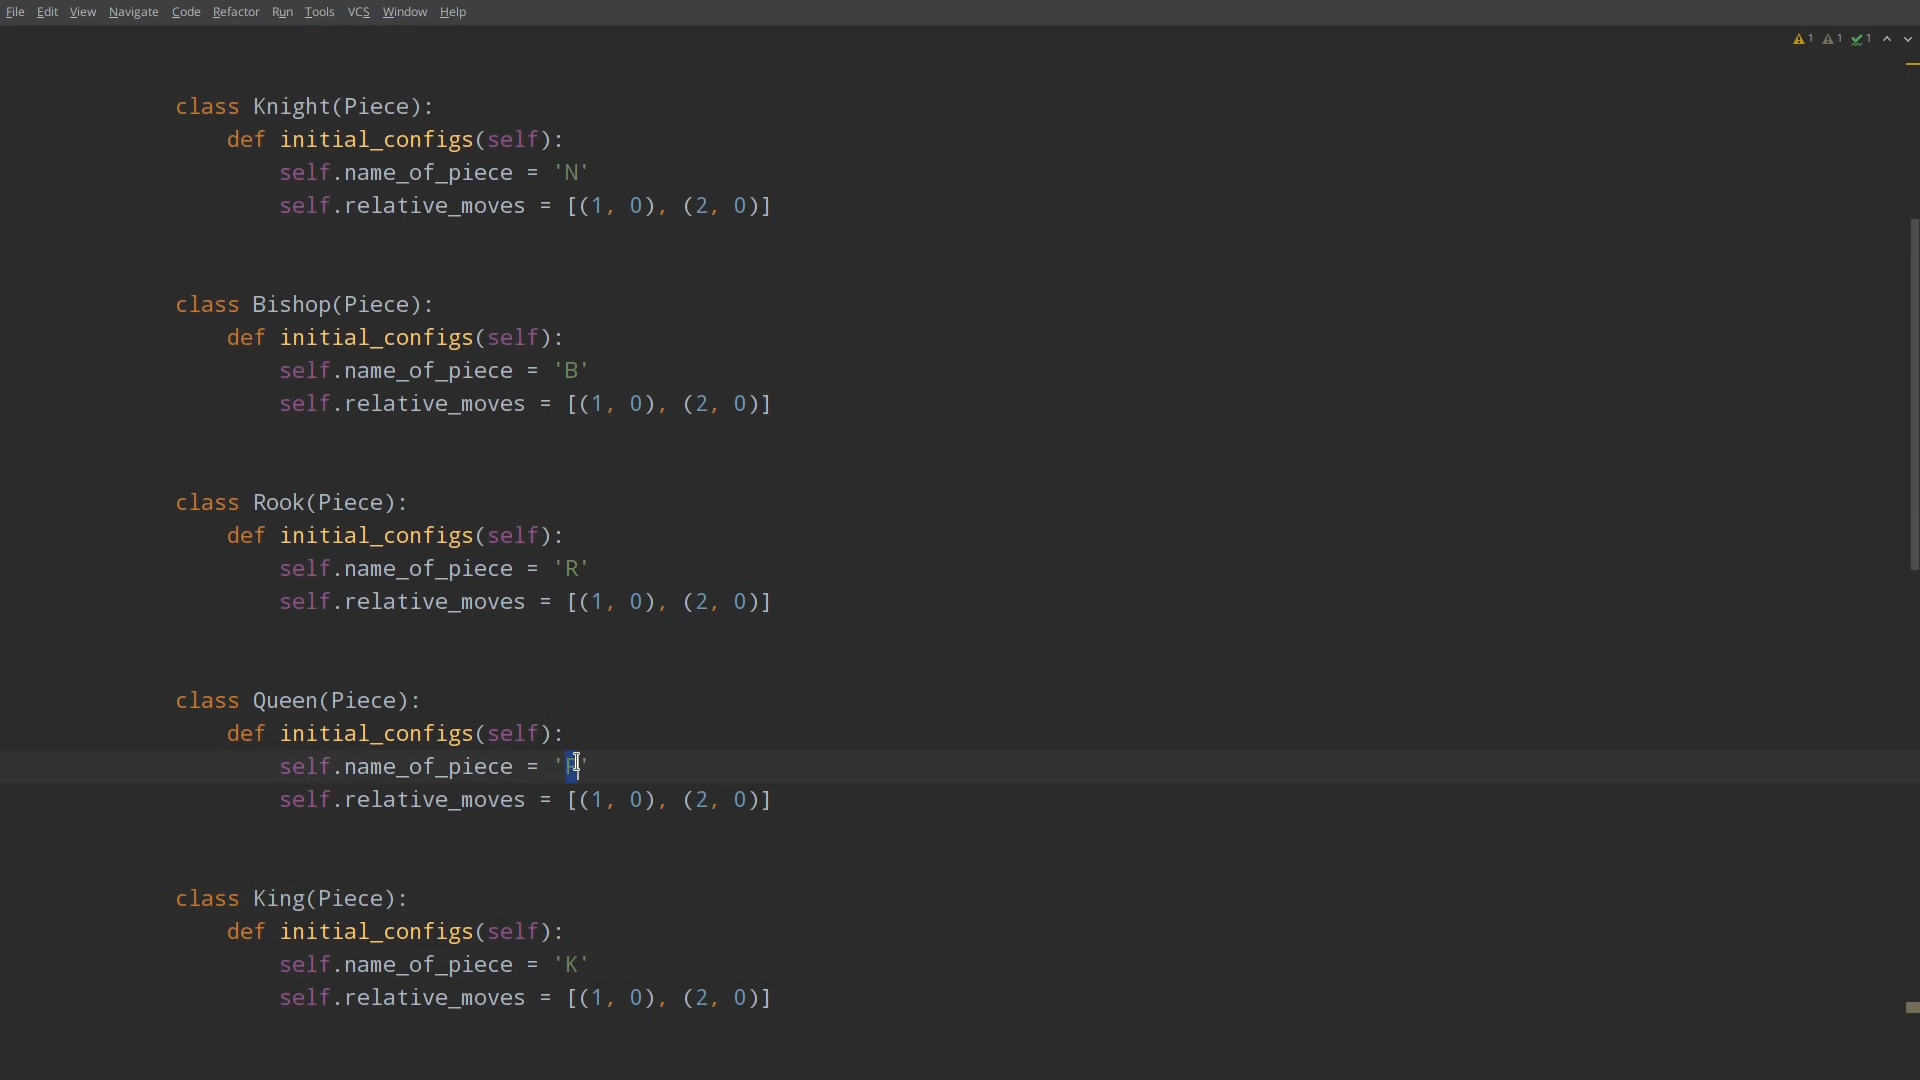 File Edit View Navigate Code Refactor Run Tools VCS Window Help
1 1 1
class Knight(Piece):
def initial_configs(self):
self.name_of_piece = 'N'
self.relative_moves = [(1, 0), (2, 0)]
class Bishop(Piece):
def initial_configs(self):
self.name_of_piece = 'B'
self.relative_moves = [(1, 0), (2, 0)]
class Rook(Piece):
def initial_configs(self):
self.name_of_piece = 'R'
self.relative_moves = [(1, 0), (2, 0)]
class Queen(Piece):
def initial_configs(self):
self.name_of_piece = 'P'
self.relative_moves = [(1, 0), (2, 0)]
class King(Piece):
def initial_configs(self):
self.name_of_piece = 'K'
self.relative_moves = [(1, 0), (2, 0)]